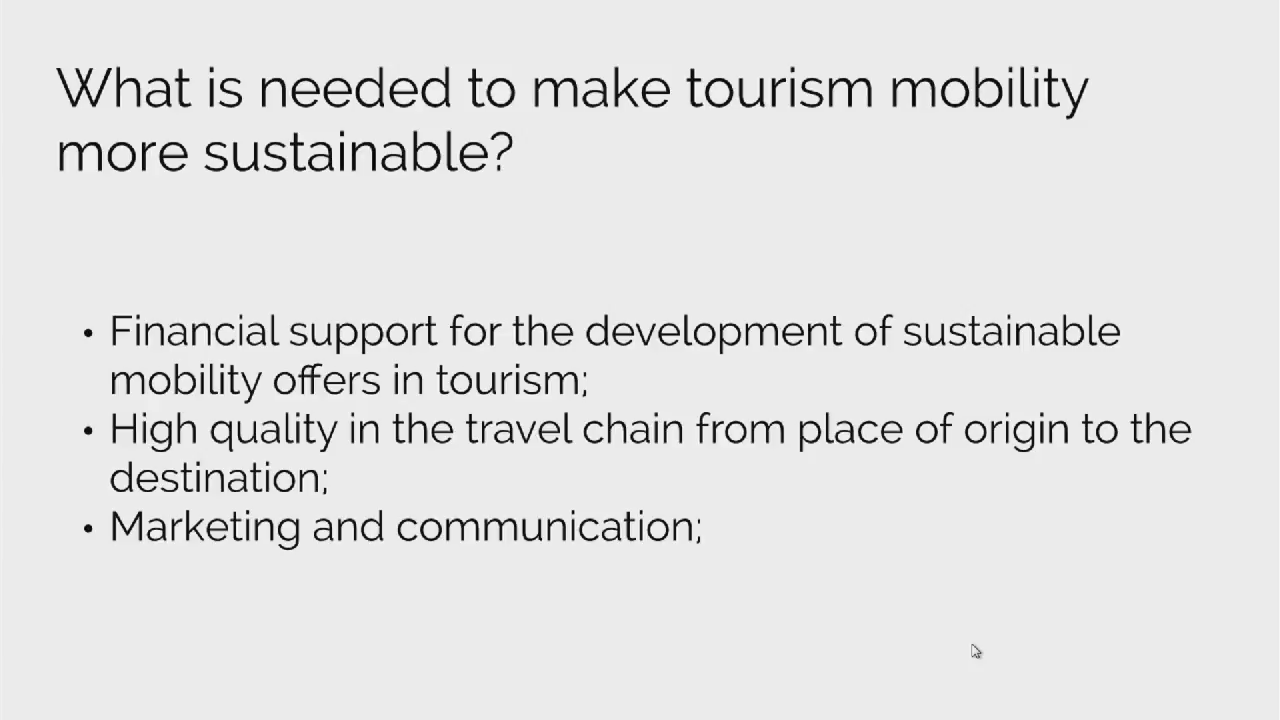 What is needed to make tourism mobility
more sustainable?
• Financial support for the development of sustainable
mobility offers in tourism;
• High quality in the travel chain from place of origin to the
destination;
• Marketing and communication;